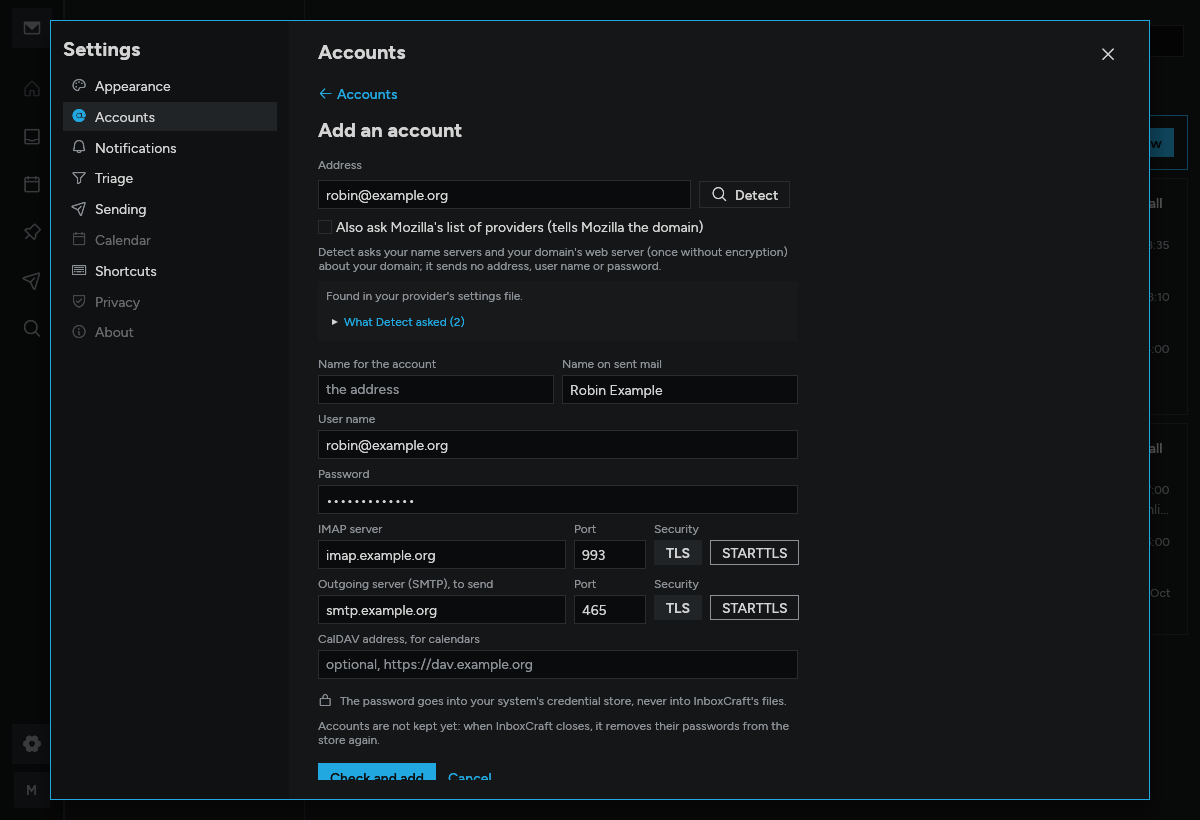 Settings
Appearance
Accounts
Notifications
Triage
Sending
Calendar
Shortcuts
Privacy
About
M
Accounts
← Accounts
Add an account
Address
robin@example.org
Detect
Also ask Mozilla's list of providers (tells Mozilla the domain)
Detect asks your name servers and your domain's web server (once without encryption)
about your domain; it sends no address, user name or password.
Found in your provider's settings file.
▸ What Detect asked (2)
Name for the account
Name on sent mail
the address
Robin Example
User name
robin@example.org
Password
•••••••••••••
IMAP server
Port
Security
imap.example.org
993
TLS
STARTTLS
Outgoing server (SMTP), to send
Port
Security
smtp.example.org
465
TLS
STARTTLS
CalDAV address, for calendars
optional, https://dav.example.org
The password goes into your system's credential store, never into InboxCraft's files.
Accounts are not kept yet: when InboxCraft closes, it removes their passwords from the
store again.
Check and add
Cancel
Oct